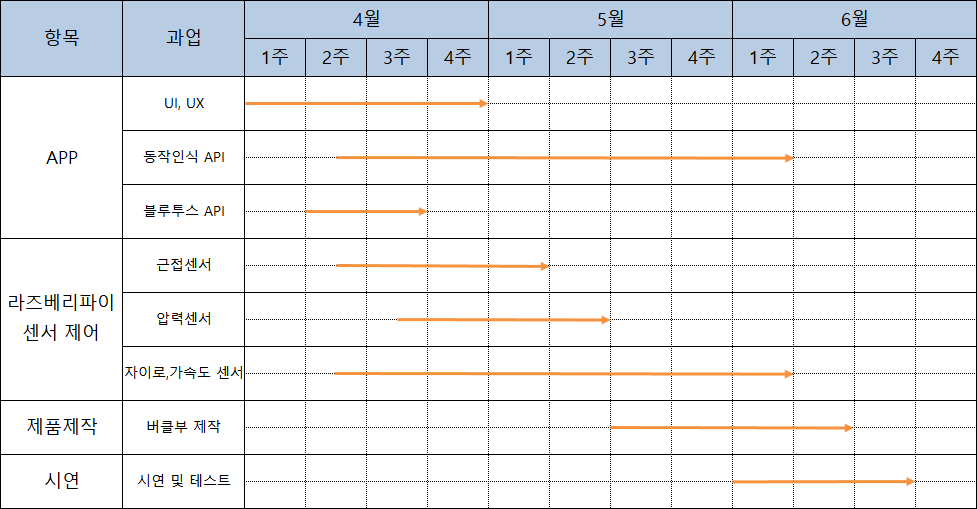 항목 과업 4월 5월 6월
1주 2주 3주 4주 1주 2주 3주 4주 1주 2주 3주 4주
APP
UI, UX
동작인식 API
블루투스 API
라즈베리파이
센서 제어
근접센서
압력센서
자이로,가속도 센서
제품제작 버클부 제작
시연 시연 및 테스트